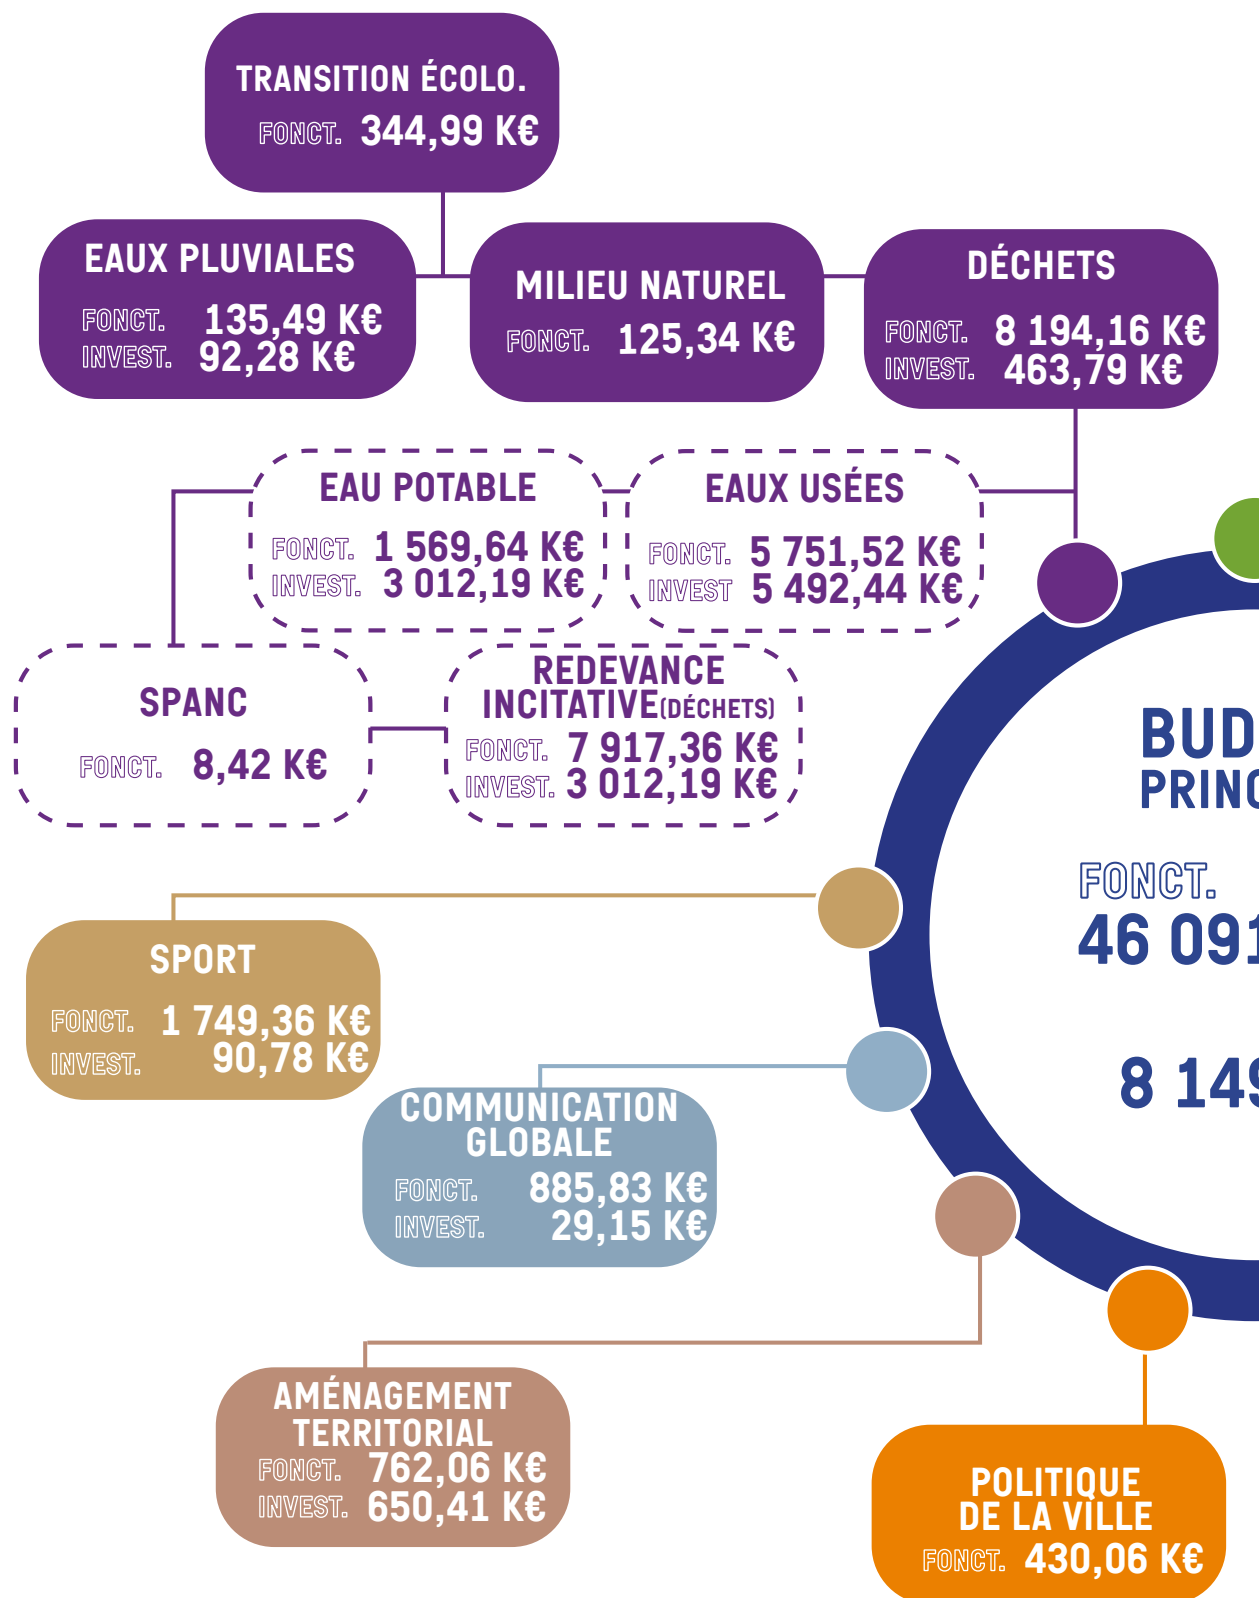 TRANSITION ÉCOLO.
FONCT. 344,99 K€
EAUX PLUVIALES
FONCT. 135,49 K€
INVEST. 92,28 K€
MILIEU NATUREL
FONCT. 125,34 K€
DÉCHETS
FONCT. 8 194,16 K€
INVEST. 463,79 K€
EAU POTABLE
FONCT. 1 569,64 K€
INVEST. 3 012,19 K€
EAUX USÉES
FONCT. 5 751,52 K€
INVEST 5 492,44 K€
SPANC
FONCT. 8,42 K€
REDEVANCE
INCITATIVE(DÉCHETS)
FONCT. 7 917,36 K€
INVEST. 3 012,19 K€
BUD
PRINC
FONCT.
46 091
8 149
SPORT
FONCT. 1 749,36 K€
INVEST. 90,78 K€
COMMUNICATION
GLOBALE
FONCT. 885,83 K€
INVEST. 29,15 K€
AMÉNAGEMENT
TERRITORIAL
FONCT. 762,06 K€
INVEST. 650,41 K€
POLITIQUE
DE LA VILLE
FONCT. 430,06 K€